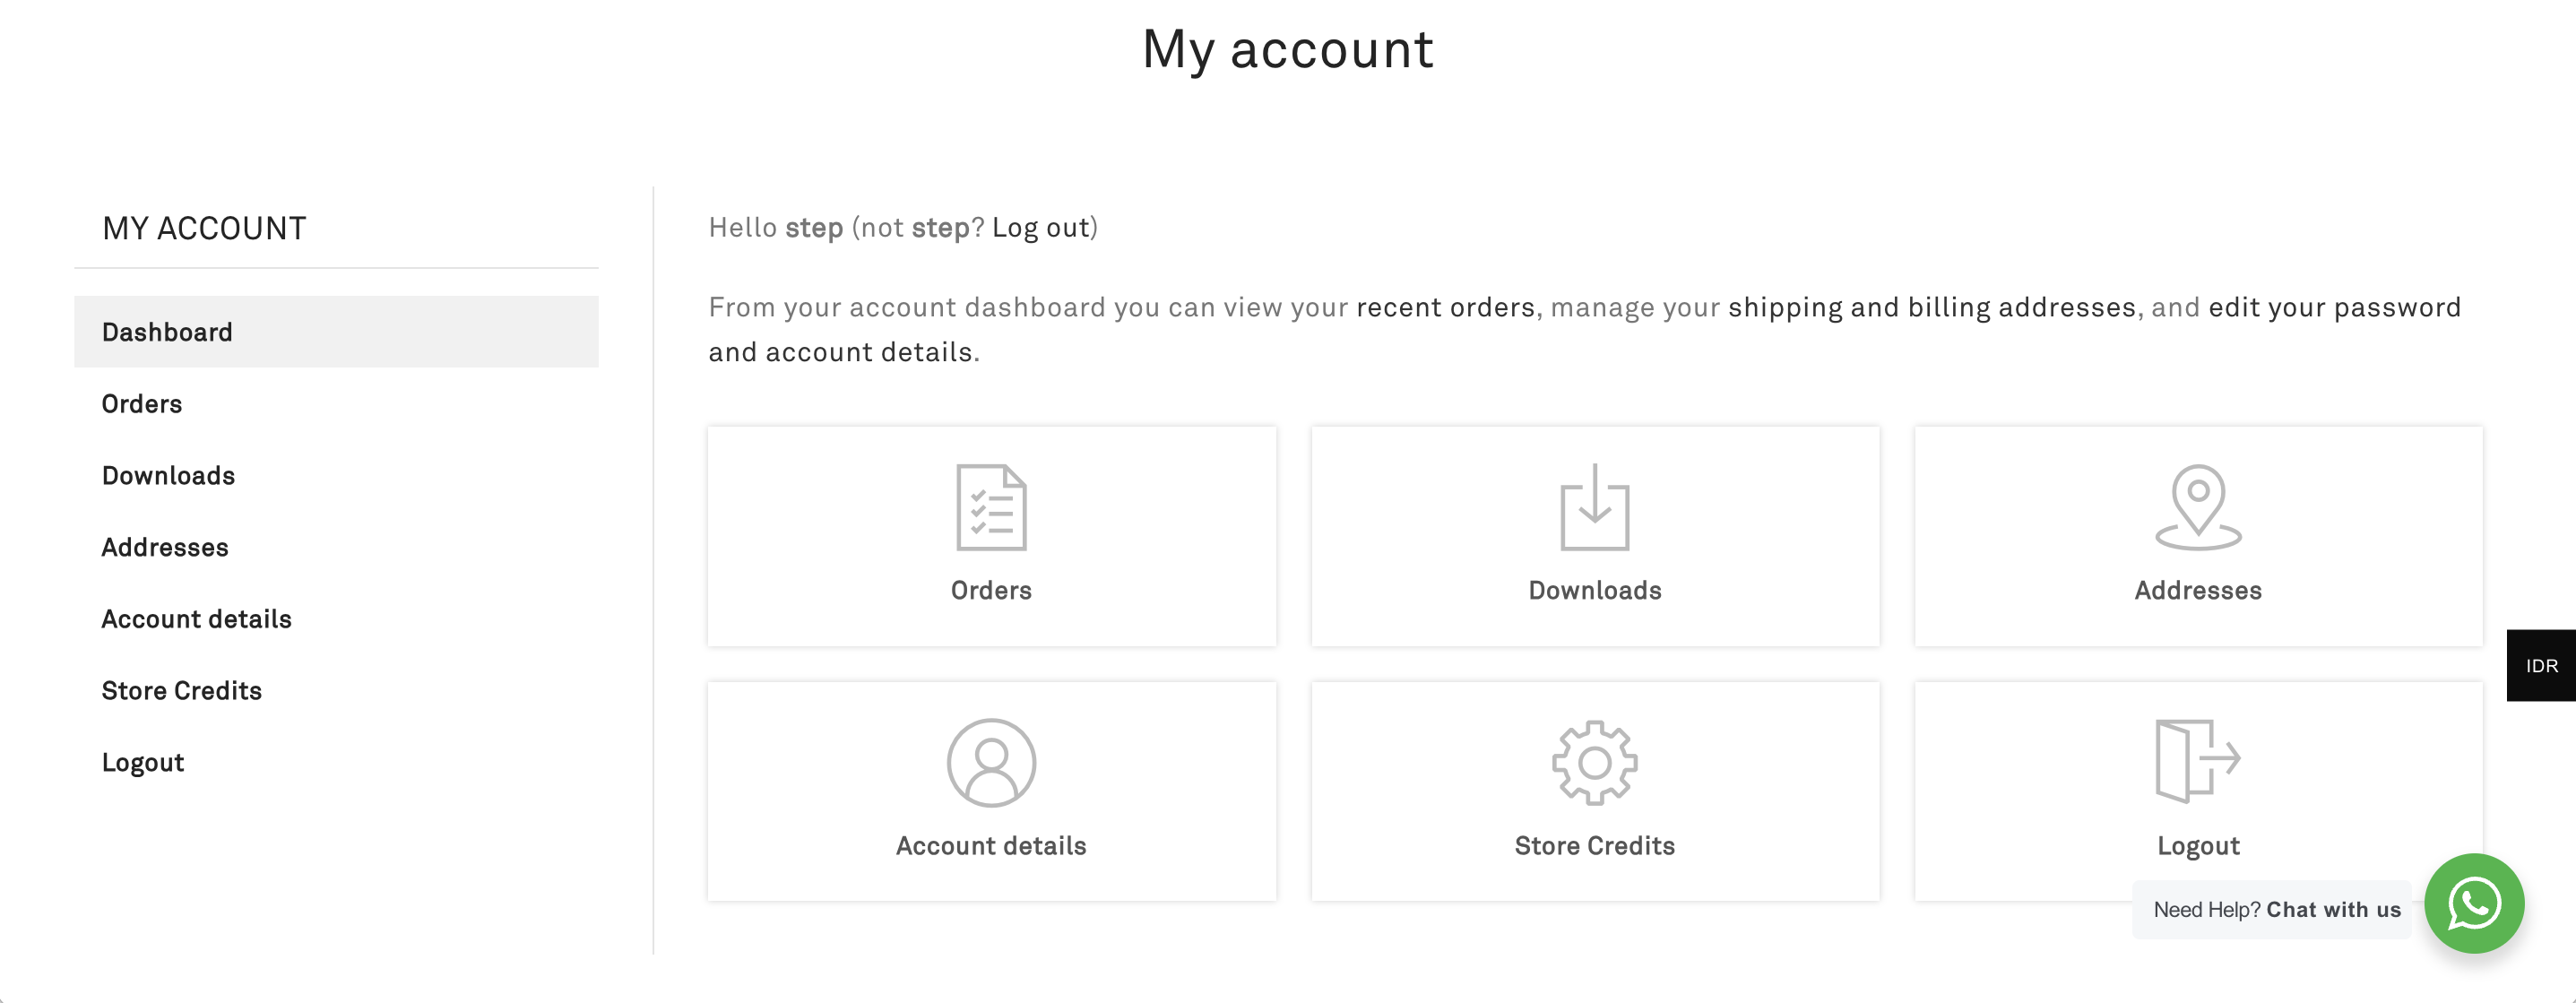 My account
MY ACCOUNT
Dashboard
Orders
Downloads
Addresses
Account details
Store Credits
Logout
Hello step (not step? Log out)
From your account dashboard you can view your recent orders, manage your shipping and billing addresses, and edit your password
and account details.
Orders
Downloads
Addresses
Account details
Store Credits
Logout
IDR
Need Help? Chat with us